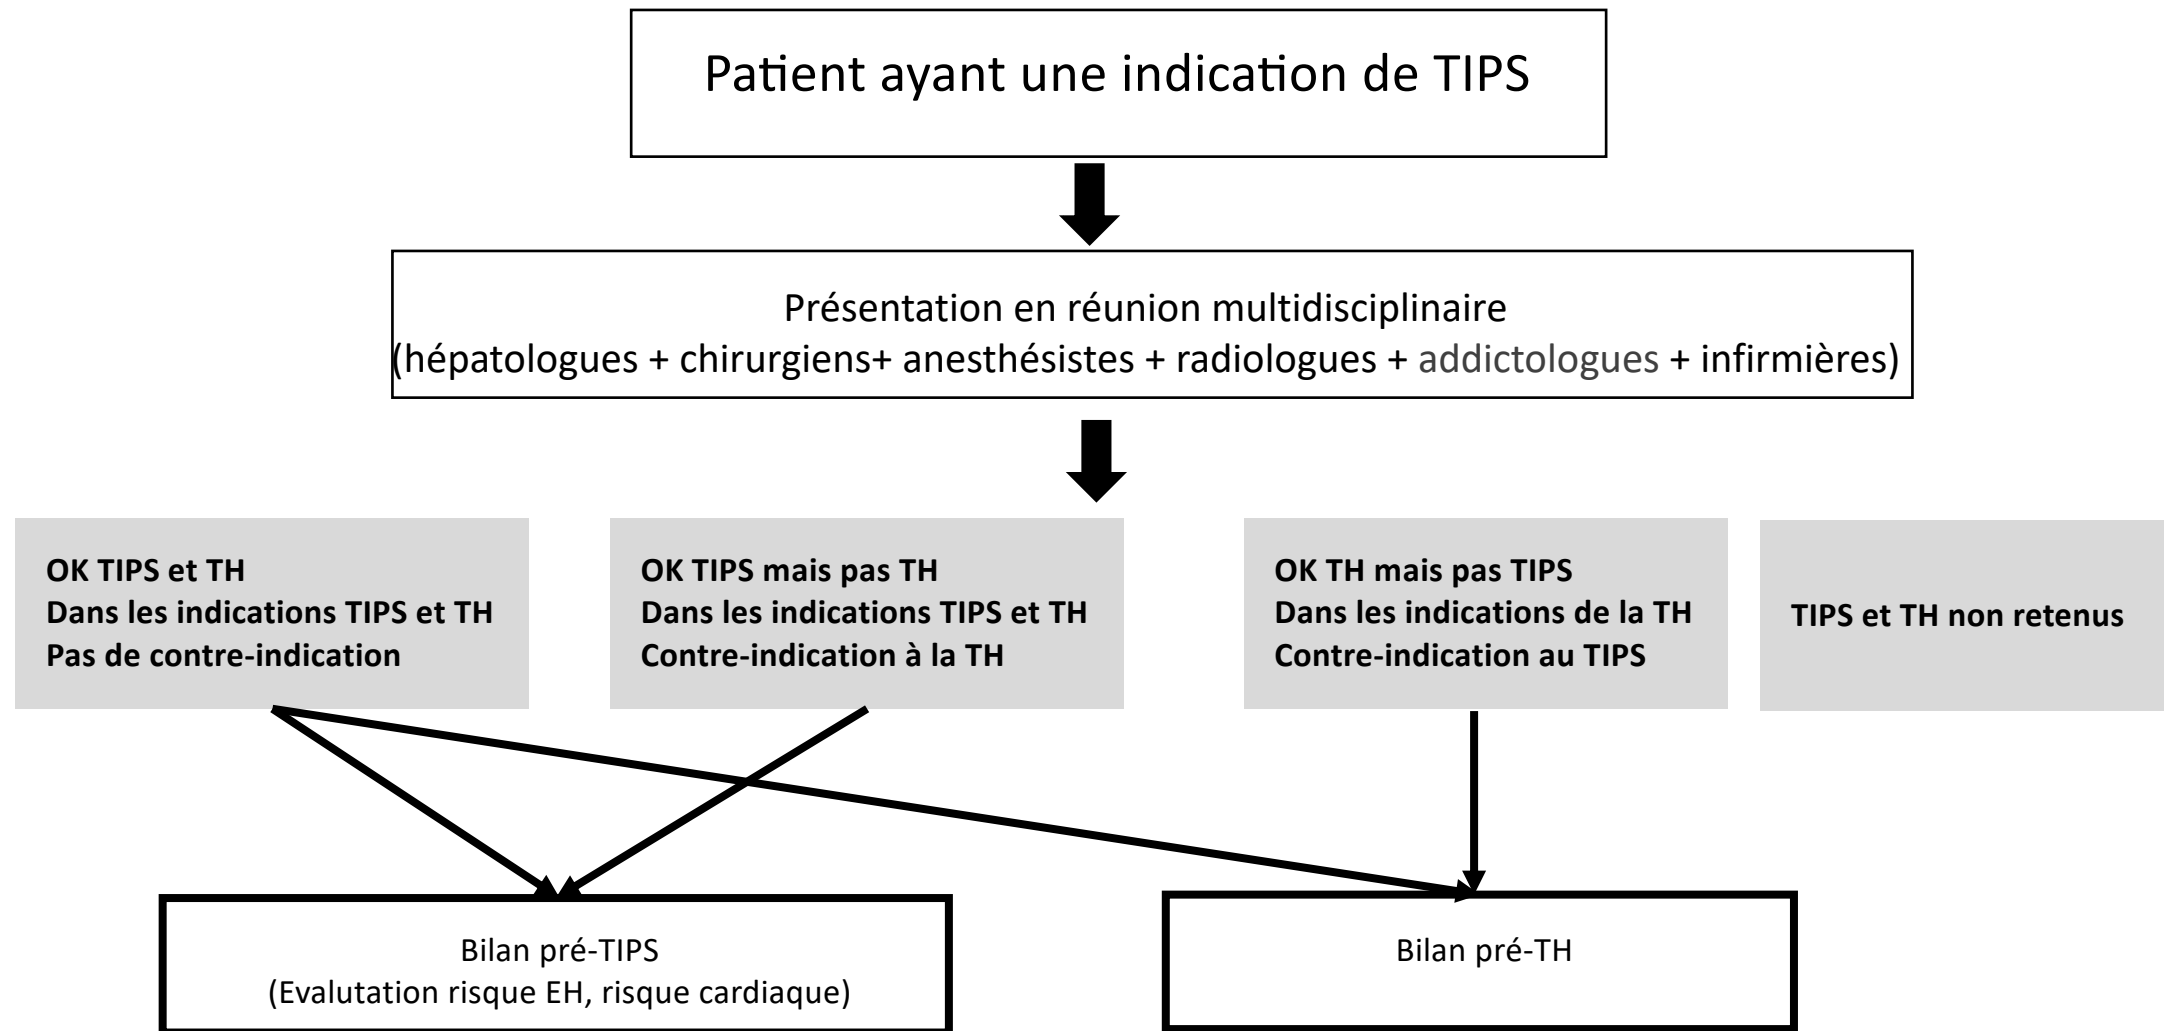 Patient ayant une indication de TIPS
Présentation en réunion multidisciplinaire
(hépatologues + chirurgiens+ anesthésistes + radiologues + addictologues + infirmières)
OK TIPS et TH
Dans les indications TIPS et TH
Pas de contre-indication
OK TIPS mais pas TH
Dans les indications TIPS et TH
Contre-indication à la TH
OK TH mais pas TIPS
Dans les indications de la TH
Contre-indication au TIPS
TIPS et TH non retenus
Bilan pré-TIPS
(Evalutation risque EH, risque cardiaque)
Bilan pré-TH